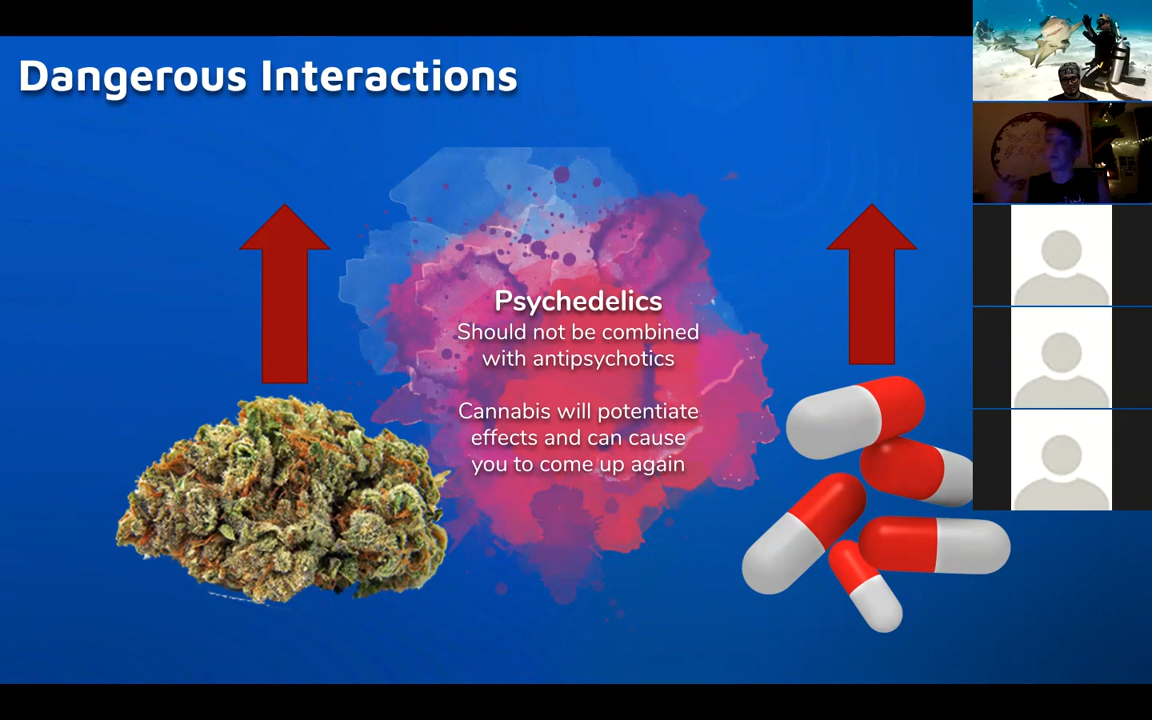 Dangerous Interactions
Psychedelics
Should not be combined
with antipsychotics
Cannabis will potentiate
effects and can cause
you to come up again